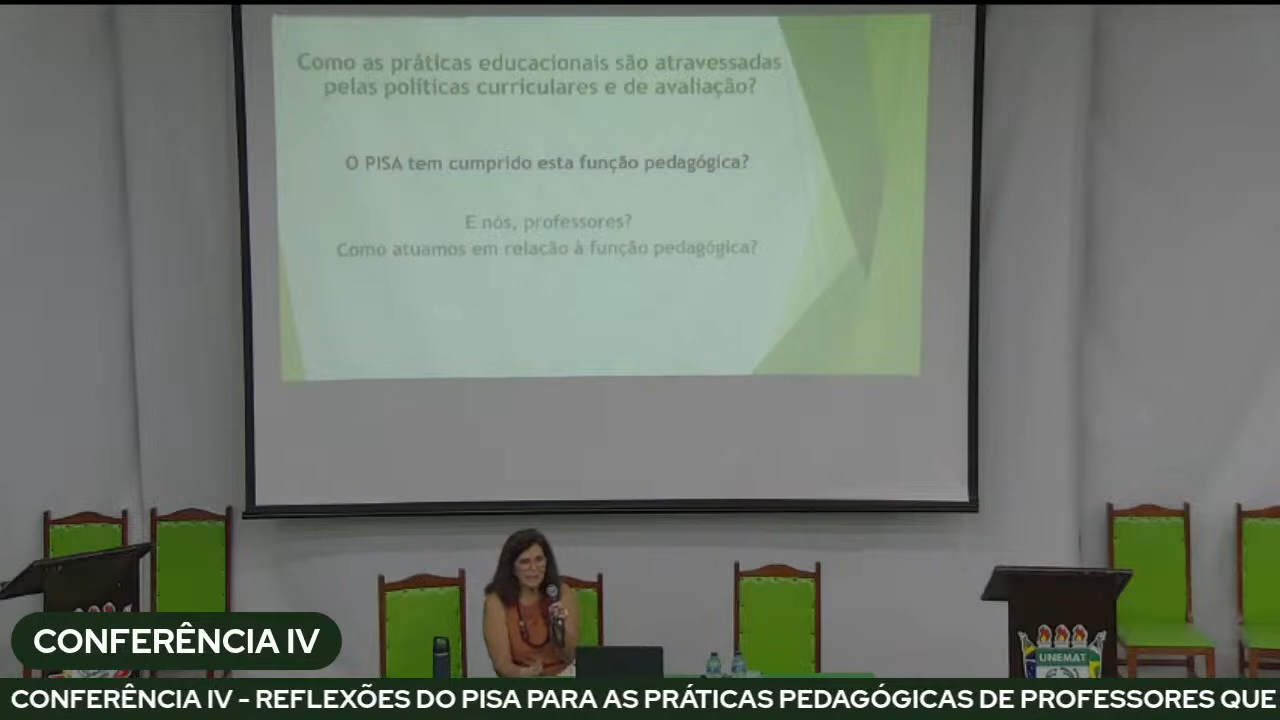 Como as práticas educacionais são atravessadas
pelas políticas curriculares e de avaliação?
O PISA tem cumprido esta função pedagógica?
E nós, professores?
Como atuamos em relação à função pedagógica?
UNEMAT
CONFERÊNCIA IV
CONFERÊNCIA IV - REFLEXÕES DO PISA PARA AS PRÁTICAS PEDAGÓGICAS DE PROFESSORES QUE